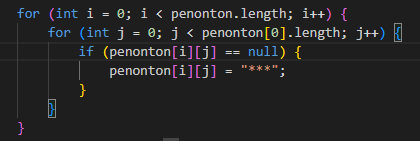 for (int i = 0; i < penonton.length; i++) {
    for (int j = 0; j < penonton[0].length; j++) {
        if (penonton[i][j] == null) {
            penonton[i][j] = "***";
        }
    }
}